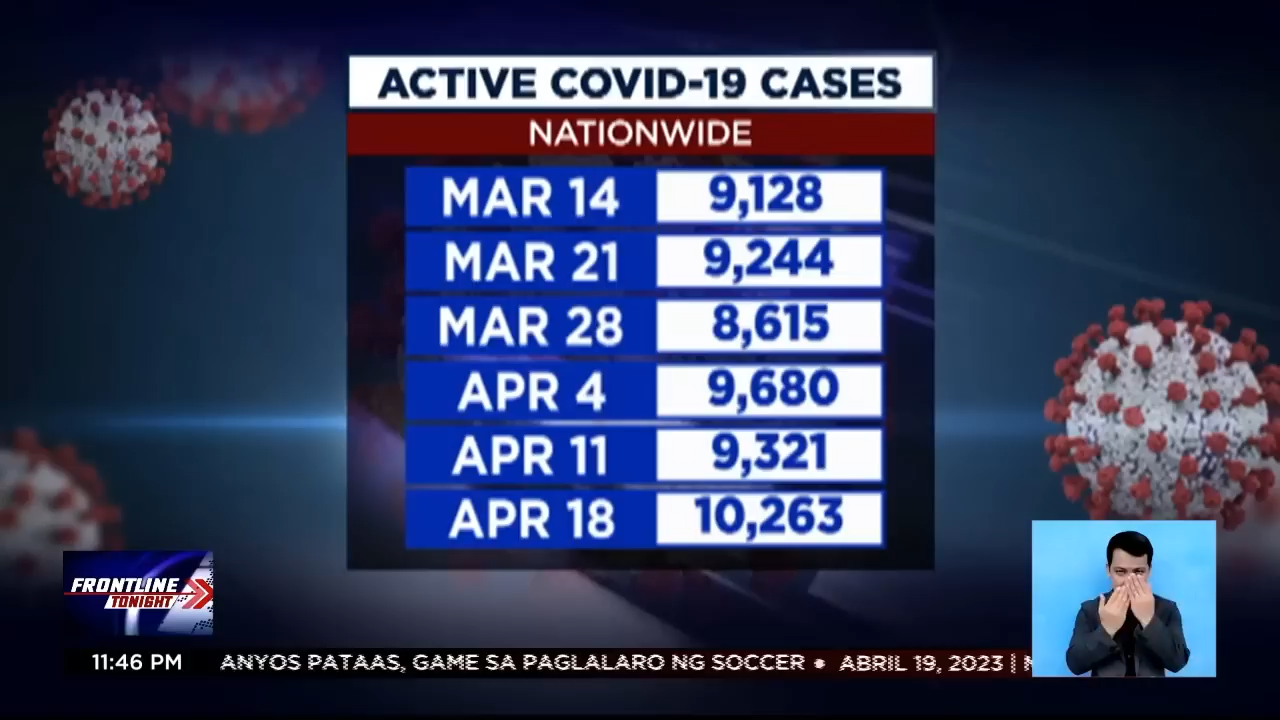 ACTIVE COVID-19 CASES
NATIONWIDE
MAR 14 9,128
MAR 21 9,244
MAR 28 8,615
APR 4 9,680
APR 11 9,321
APR 18 10,263
FRONTLINE
TONIGHT
11:46 PM ANYOS PATAAS, GAME SA PAGLALARO NG SOCCER • ABRIL 19, 2023 |